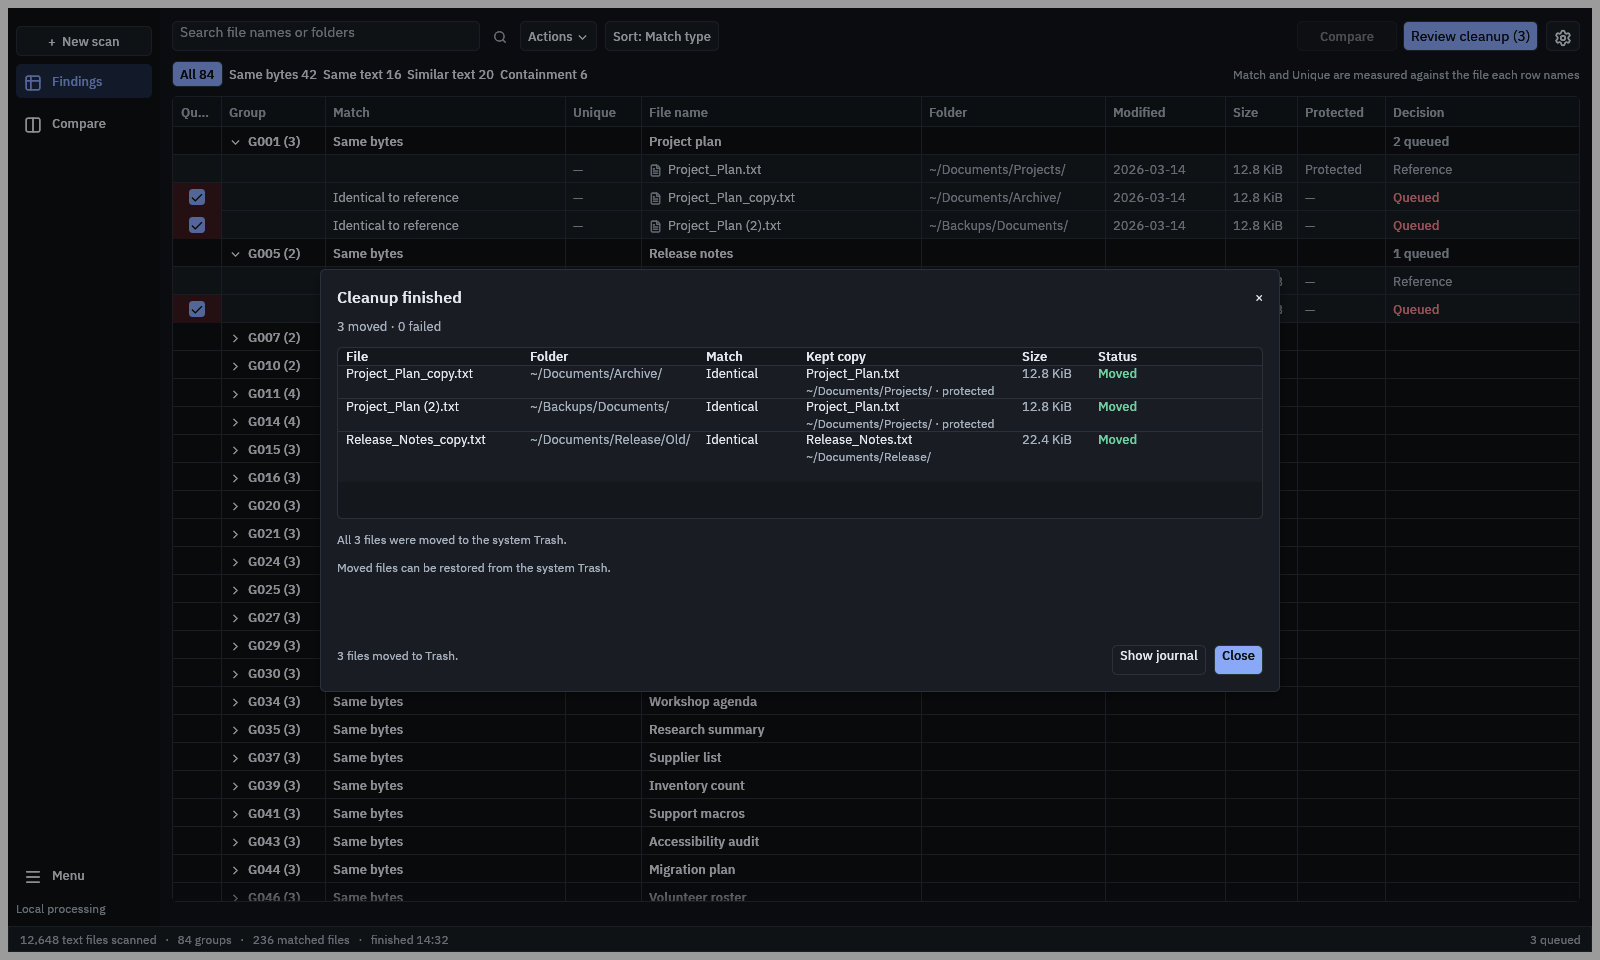 + New scan
Findings
Compare
Search file names or folders
Actions
Sort: Match type
Compare
Review cleanup (3)
All 84 Same bytes 42 Same text 16 Similar text 20 Containment 6
Match and Unique are measured against the file each row names
Qu... Group Match Unique File name Folder Modified Size Protected Decision
G001 (3) Same bytes Project plan 2 queued
— Project_Plan.txt ~/Documents/Projects/ 2026-03-14 12.8 KiB Protected Reference
Identical to reference — Project_Plan_copy.txt ~/Documents/Archive/ 2026-03-14 12.8 KiB — Queued
Identical to reference — Project_Plan (2).txt ~/Backups/Documents/ 2026-03-14 12.8 KiB — Queued
G005 (2) Same bytes Release notes 1 queued
— Reference
— Queued
G007 (2)
G010 (2)
G011 (4)
G014 (4)
G015 (3)
G016 (3)
G020 (3)
G021 (3)
G024 (3)
G025 (3)
G027 (3)
G029 (3)
G030 (3)
G034 (3) Same bytes Workshop agenda
G035 (3) Same bytes Research summary
G037 (3) Same bytes Supplier list
G039 (3) Same bytes Inventory count
G041 (3) Same bytes Support macros
G043 (3) Same bytes Accessibility audit
G044 (3) Same bytes Migration plan
G046 (3) Same bytes Volunteer roster
Cleanup finished
×
3 moved · 0 failed
File Folder Match Kept copy Size Status
Project_Plan_copy.txt ~/Documents/Archive/ Identical Project_Plan.txt 12.8 KiB Moved
~/Documents/Projects/ · protected
Project_Plan (2).txt ~/Backups/Documents/ Identical Project_Plan.txt 12.8 KiB Moved
~/Documents/Projects/ · protected
Release_Notes_copy.txt ~/Documents/Release/Old/ Identical Release_Notes.txt 22.4 KiB Moved
~/Documents/Release/
All 3 files were moved to the system Trash.
Moved files can be restored from the system Trash.
3 files moved to Trash.
Show journal
Close
Menu
Local processing
12,648 text files scanned · 84 groups · 236 matched files · finished 14:32
3 queued